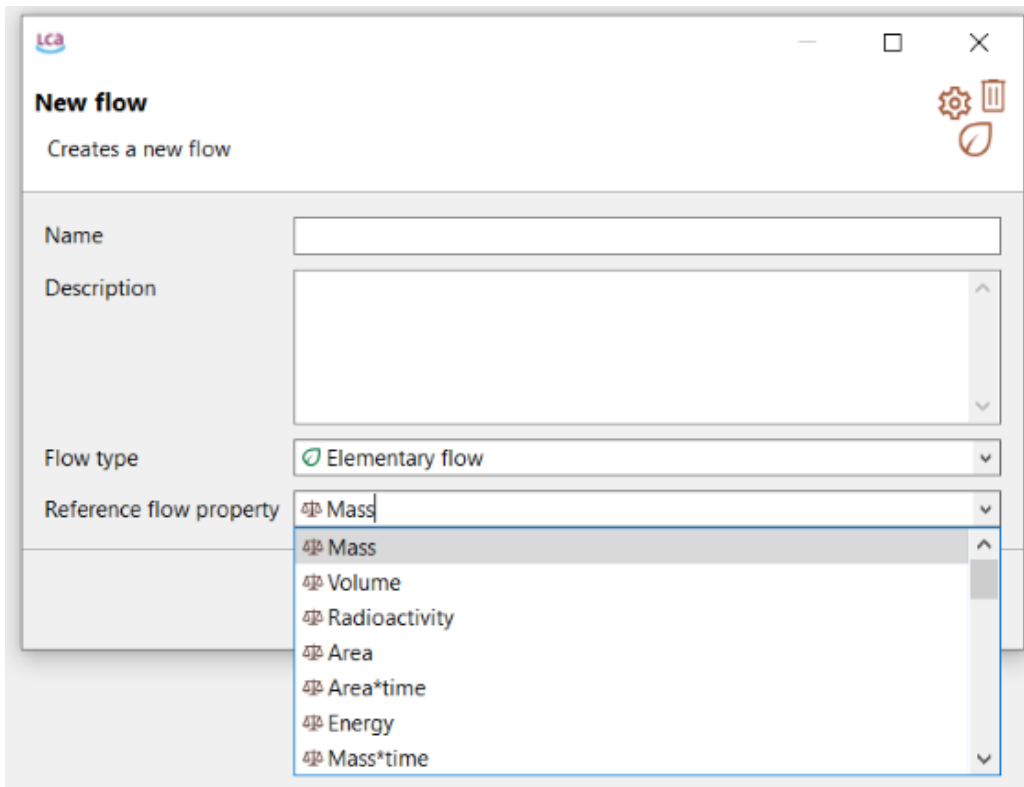 LCA
New flow
Creates a new flow
Name
Description
Flow type
Elementary flow
Reference flow property
Mass
Mass
Volume
Radioactivity
Area
Area*time
Energy
Mass*time